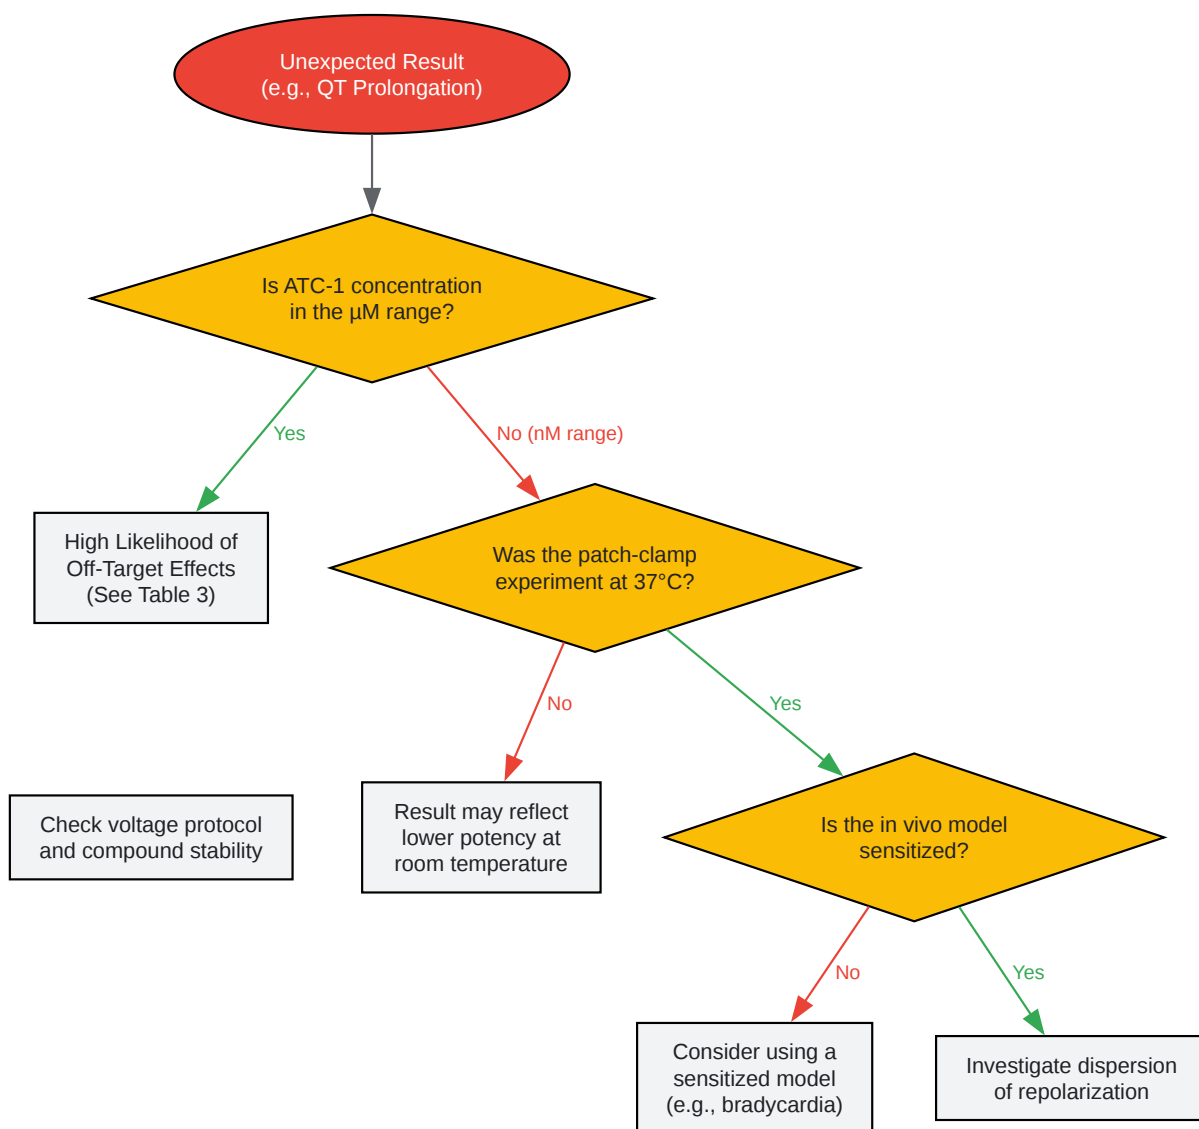 Unexpected Result
(e.g., QT Prolongation)
Is ATC-1 concentration
in the µM range?
Yes
No (nM range)
High Likelihood of
Off-Target Effects
(See Table 3)
Was the patch-clamp
experiment at 37°C?
No
Yes
Check voltage protocol
and compound stability
Result may reflect
lower potency at
room temperature
Is the in vivo model
sensitized?
No
Yes
Consider using a
sensitized model
(e.g., bradycardia)
Investigate dispersion
of repolarization